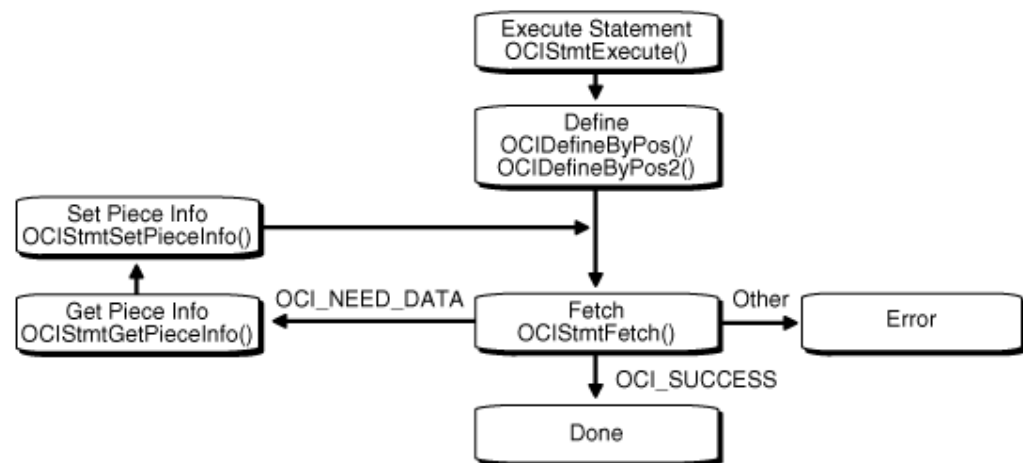 Execute Statement
OCIStmtExecute()
Define
OCIDefineByPos()/
OCIDefineByPos2()
Set Piece Info
OCIStmtSetPieceInfo()
OCI_NEED_DATA
Get Piece Info
OCIStmtGetPieceInfo()
Fetch
OCIStmtFetch()
Other
Error
OCI_SUCCESS
Done